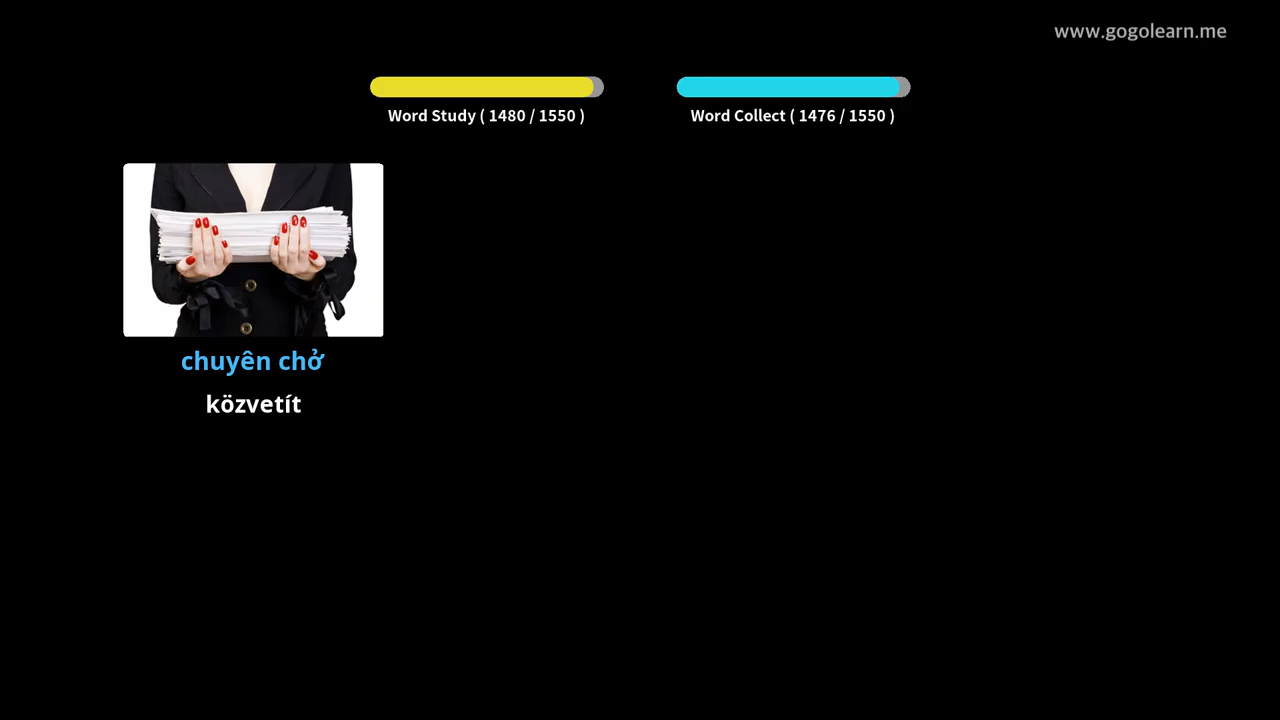 www.gogolearn.me
Word Study ( 1480 / 1550 )
Word Collect ( 1476 / 1550 )
chuyên chở
közvetít